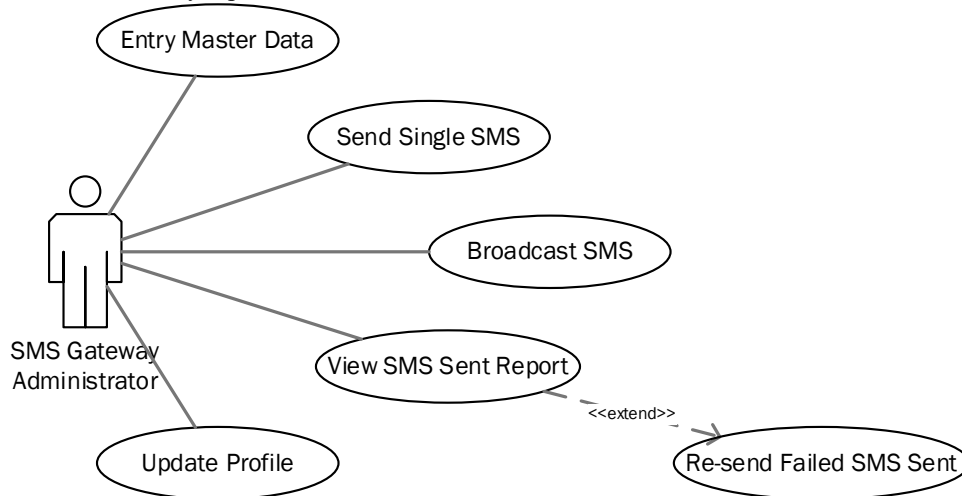 Entry Master Data
Send Single SMS
Broadcast SMS
SMS Gateway
Administrator
View SMS Sent Report
<<extend>>
Update Profile
Re-send Failed SMS Sent